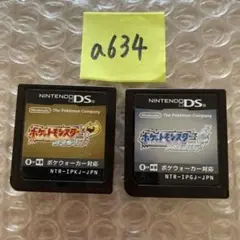 a634
NINTENDO DS
Nintendo
The Pokémon Company
ポケットモンスター
ポケウォーカー対応
NTR-IPKJ-JPN
NINTENDO DS
Nintendo
The Pokémon Company
ポケットモンスター
ポケウォーカー対応
NTR-IPGJ-JPN